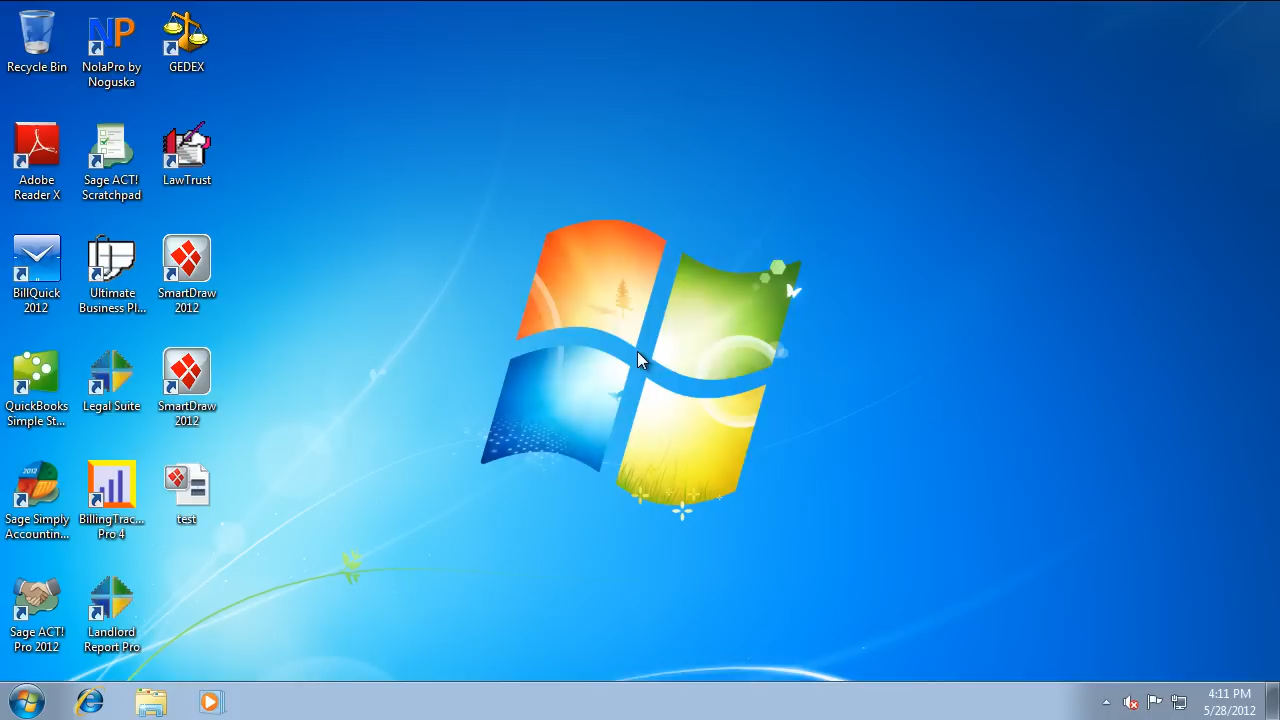 Recycle Bin
NolaPro by
Noguska
GEDEX
Adobe
Reader X
Sage ACT!
Scratchpad
LawTrust
BillQuick
2012
Ultimate
Business Pl...
SmartDraw
2012
QuickBooks
Simple St...
Legal Suite
SmartDraw
2012
2012
Sage Simply
Accountin...
BillingTrac...
Pro 4
test
Sage ACT!
Pro 2012
Landlord
Report Pro
4:11 PM
5/28/2012